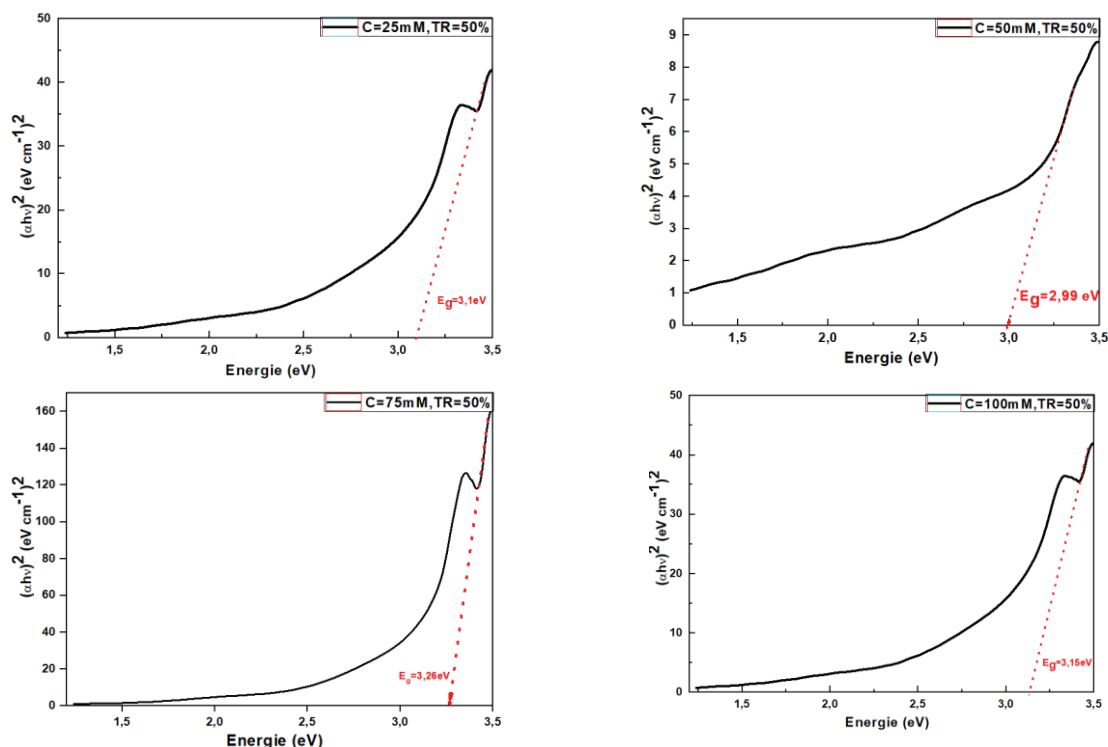 C=25mM,TR=50%
(αhν)² (eV cm⁻¹)²
50
40
30
20
10
0
Eg=3,1eV
1,5 2,0 2,5 3,0 3,5
Energie (eV)
C=50mM,TR=50%
(αhν)² (eV cm⁻¹)²
9
8
7
6
5
4
3
2
1
0
Eg=2,99 eV
1,5 2,0 2,5 3,0 3,5
Energie (eV)
C=75mM,TR=50%
(αhν)² (eV cm⁻¹)²
160
140
120
100
80
60
40
20
0
Eg=3,26eV
1,5 2,0 2,5 3,0 3,5
Energie (eV)
C=100mM,TR=50%
(αhν)² (eV cm⁻¹)²
50
40
30
20
10
0
Eg=3,15eV
1,5 2,0 2,5 3,0 3,5
Energie (eV)